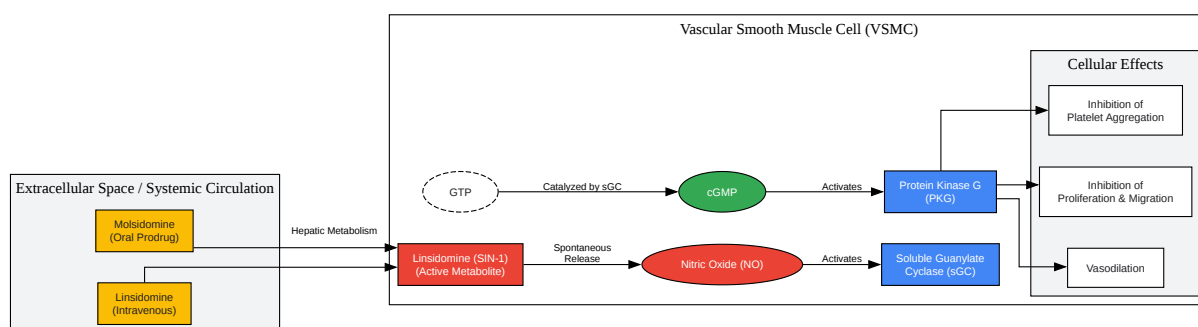 Vascular Smooth Muscle Cell (VSMC)
Cellular Effects
Inhibition of
Platelet Aggregation
Extracellular Space / Systemic Circulation
GTP
Catalyzed by sGC
cGMP
Activates
Protein Kinase G
(PKG)
Inhibition of
Proliferation & Migration
Molsidomine
(Oral Prodrug)
Hepatic Metabolism
Linsidomine (SIN-1)
(Active Metabolite)
Spontaneous
Release
Nitric Oxide (NO)
Activates
Soluble Guanylate
Cyclase (sGC)
Vasodilation
Linsidomine
(Intravenous)